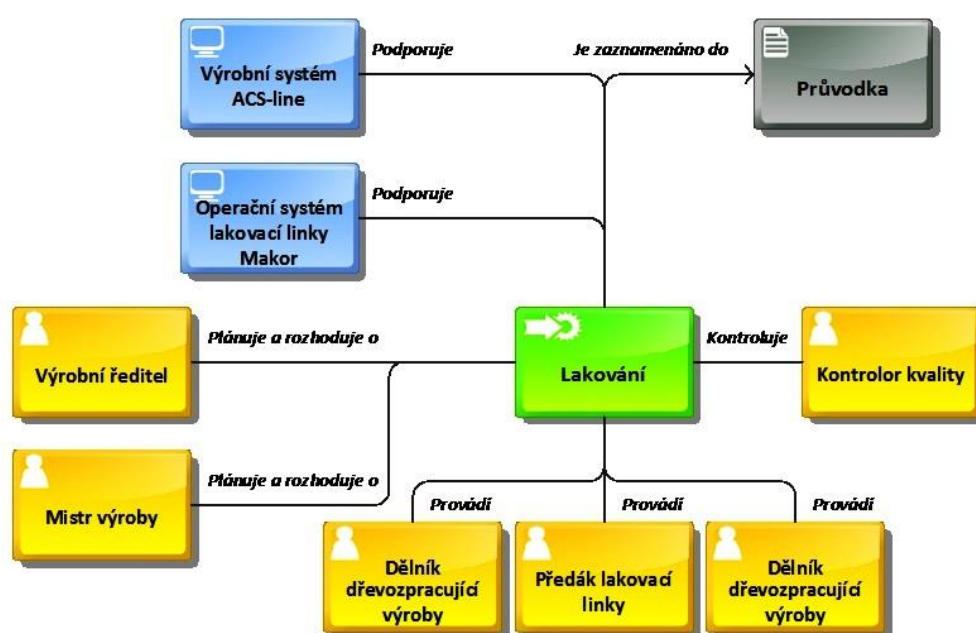 Výrobní systém
ACS-line
Podporuje
Je zaznamenáno do
Průvodka
Operační systém
lakovací linky
Makor
Podporuje
Výrobní ředitel
Plánuje a rozhoduje o
Lakování
Kontroluje
Kontrolor kvality
Mistr výroby
Plánuje a rozhoduje o
Provádí
Provádí
Provádí
Dělník
dřevozpracující
výroby
Předák lakovací
linky
Dělník
dřevozpracující
výroby